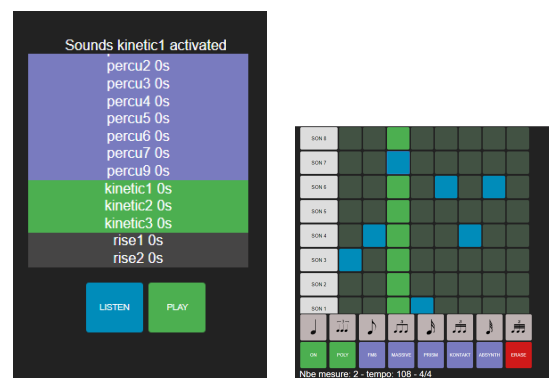 Sounds kinetic1 activated
percu2 0s
percu3 0s
percu4 0s
percu5 0s
percu6 0s
percu7 0s
percu9 0s
kinetic1 0s
kinetic2 0s
kinetic3 0s
rise1 0s
rise2 0s
LISTEN PLAY
SON 8
SON 7
SON 6
SON 5
SON 4
SON 3
SON 2
SON 1
ON POLY FM8 MASSIVE PRISM KONTAKT ABSYNTH ERASE
Nbe mesure: 2 - tempo: 108 - 4/4